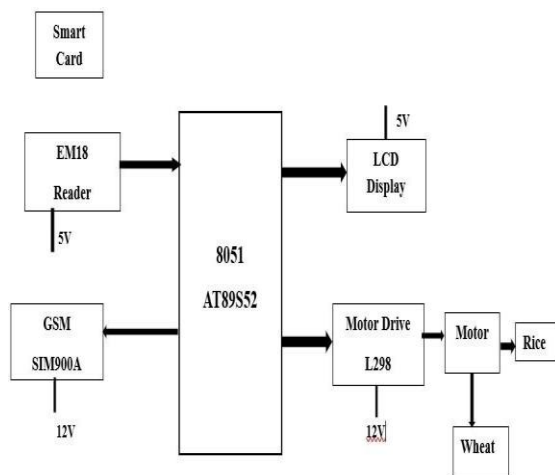 Smart
Card
EM18
Reader
5V
8051
AT89S52
5V
LCD
Display
GSM
SIM900A
12V
Motor Drive
L298
12V
Motor
Rice
Wheat